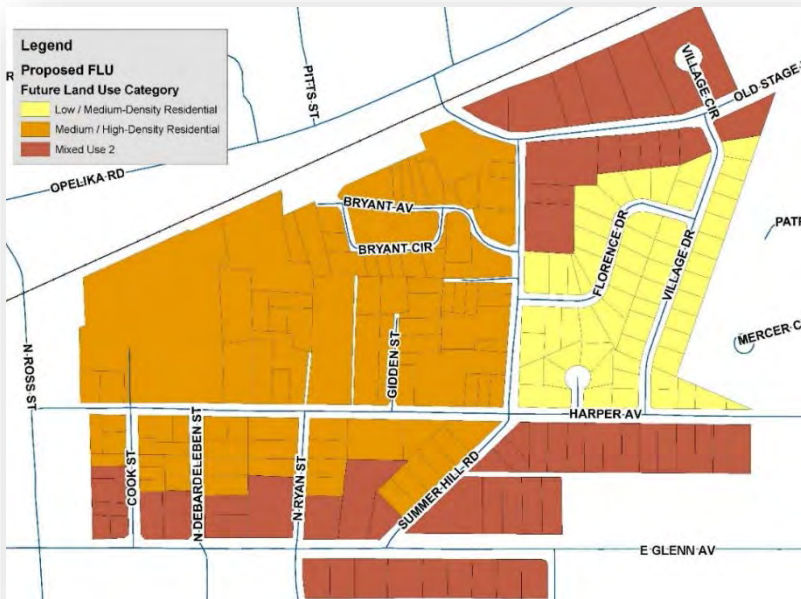 Legend
Proposed FLU
Future Land Use Category
Low / Medium-Density Residential
Medium / High-Density Residential
Mixed Use 2
R
PITTS ST
VILLAGE CIR
OLD STAGE
OPELIKA RD
BRYANT AV
BRYANT CIR
FLORENCE DR
VILLAGE DR
PAT
MERCER C
N ROSS ST
GIDDEN ST
HARPER AV
COOK ST
N DEBARDELEBEN ST
N RYAN ST
SUMMER HILL RD
E GLENN AV